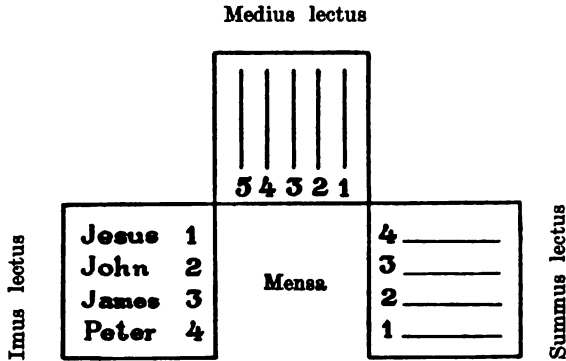 Medius lectus
5 4 3 2 1
Imus lectus
Jesus 1
John 2
James 3
Peter 4
Mensa
4
3
2
1
Summus lectus